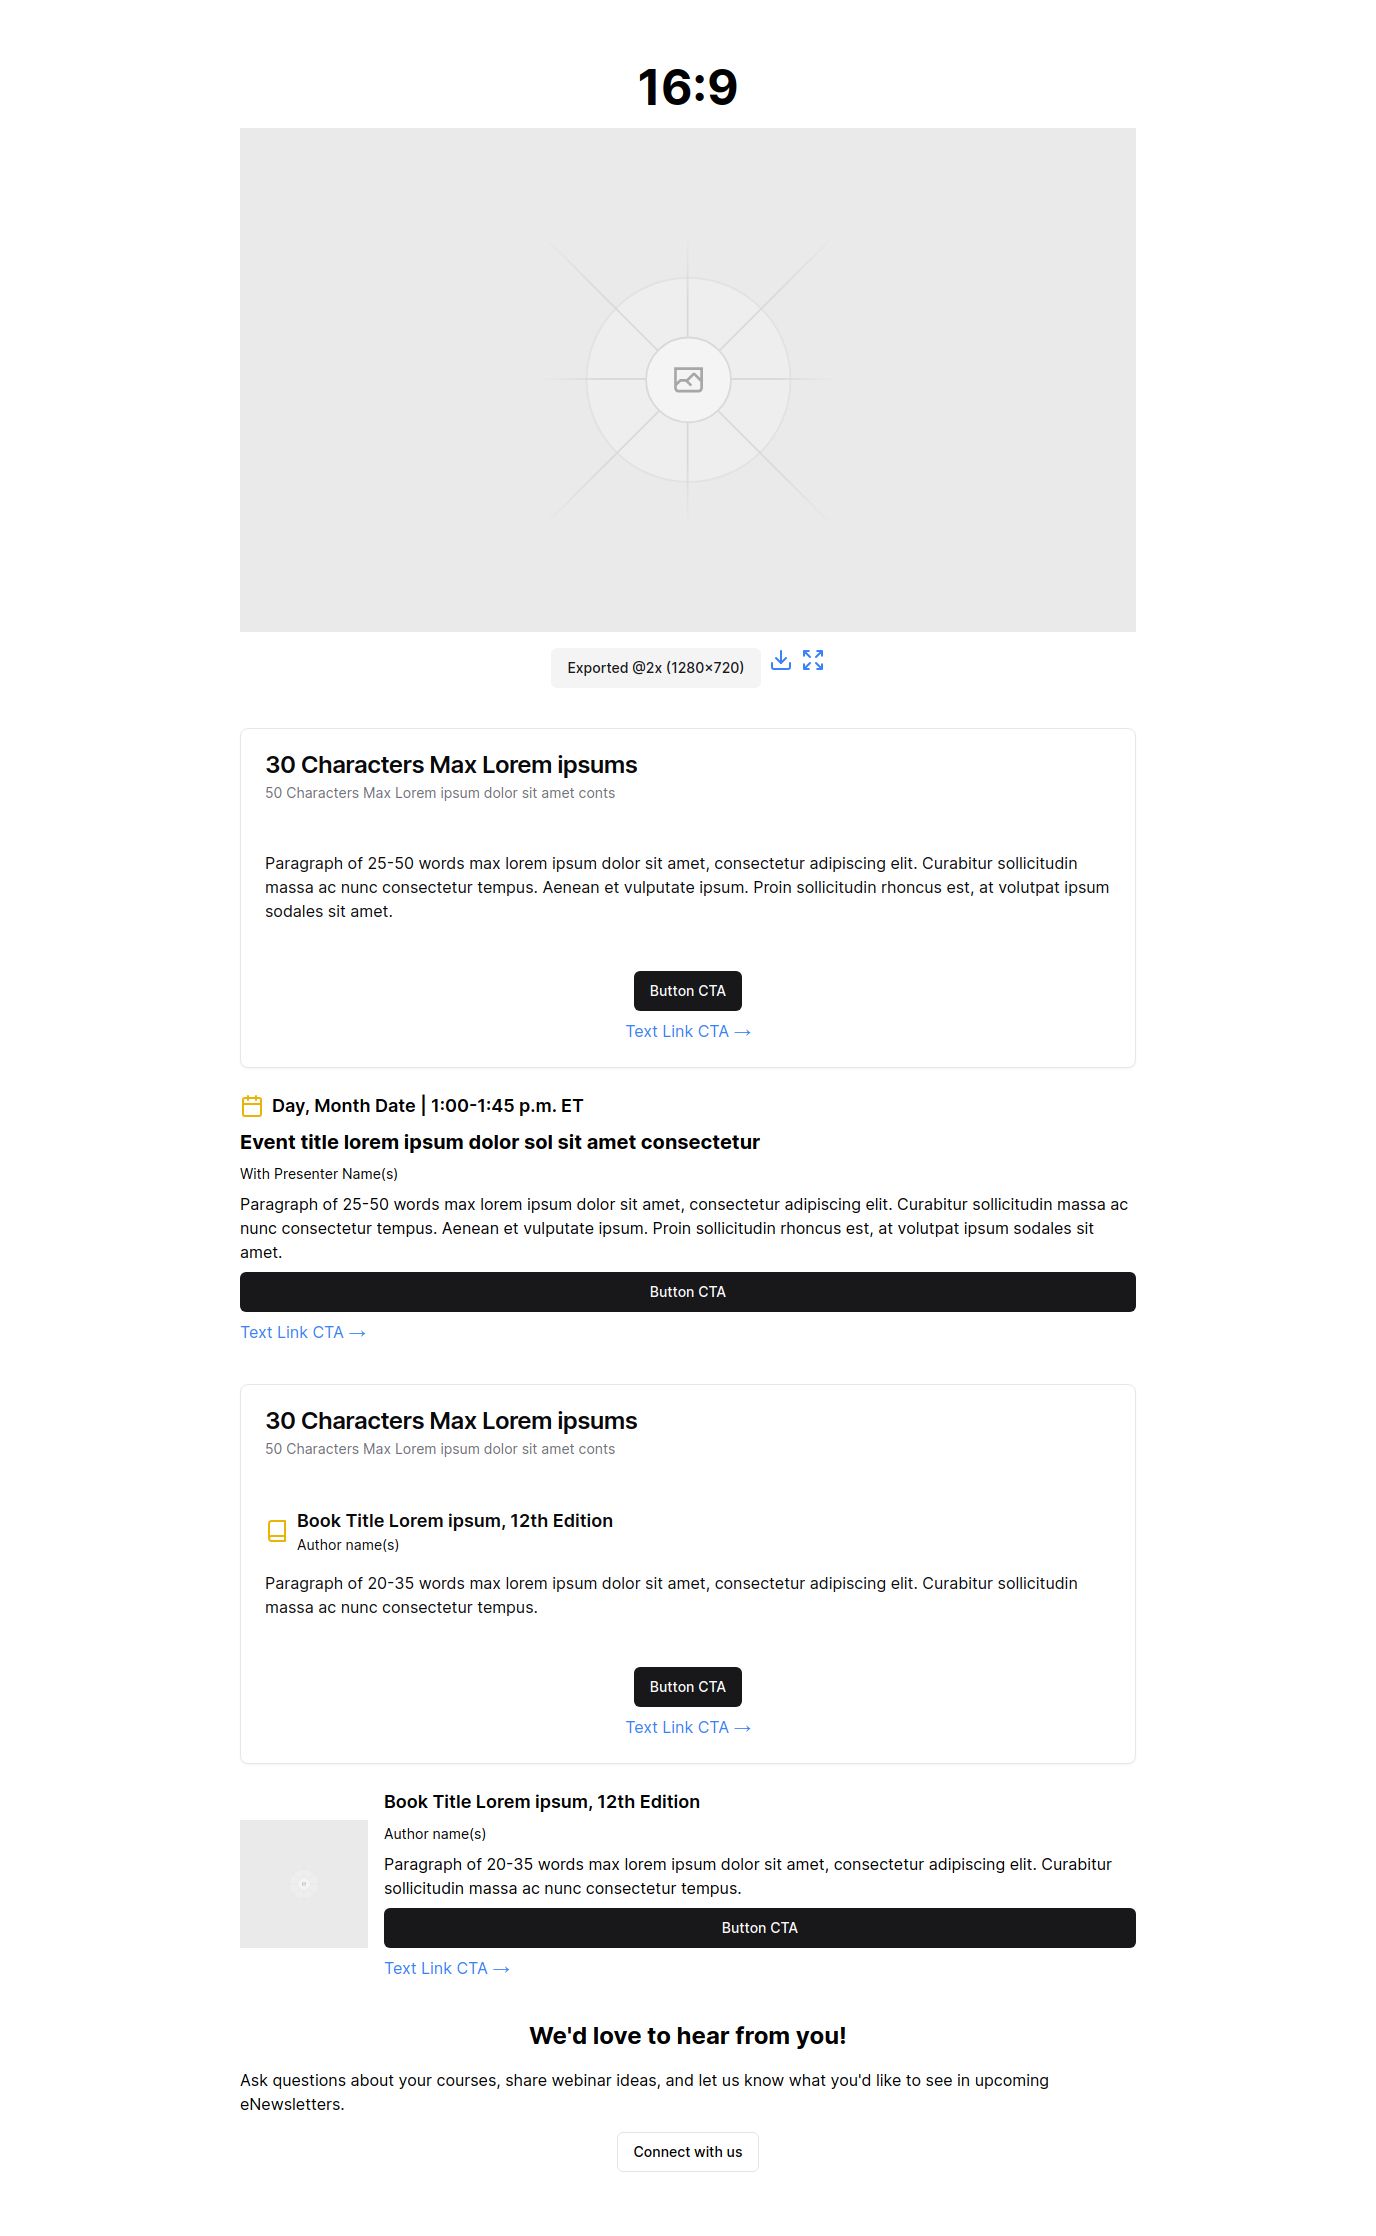 16:9
Exported @2x (1280×720)
30 Characters Max Lorem ipsums
50 Characters Max Lorem ipsum dolor sit amet conts
Paragraph of 25-50 words max lorem ipsum dolor sit amet, consectetur adipiscing elit. Curabitur sollicitudin
massa ac nunc consectetur tempus. Aenean et vulputate ipsum. Proin sollicitudin rhoncus est, at volutpat ipsum
sodales sit amet.
Button CTA
Text Link CTA →
Day, Month Date | 1:00-1:45 p.m. ET
Event title lorem ipsum dolor sol sit amet consectetur
With Presenter Name(s)
Paragraph of 25-50 words max lorem ipsum dolor sit amet, consectetur adipiscing elit. Curabitur sollicitudin massa ac
nunc consectetur tempus. Aenean et vulputate ipsum. Proin sollicitudin rhoncus est, at volutpat ipsum sodales sit
amet.
Button CTA
Text Link CTA →
30 Characters Max Lorem ipsums
50 Characters Max Lorem ipsum dolor sit amet conts
Book Title Lorem ipsum, 12th Edition
Author name(s)
Paragraph of 20-35 words max lorem ipsum dolor sit amet, consectetur adipiscing elit. Curabitur sollicitudin
massa ac nunc consectetur tempus.
Button CTA
Text Link CTA →
Book Title Lorem ipsum, 12th Edition
Author name(s)
Paragraph of 20-35 words max lorem ipsum dolor sit amet, consectetur adipiscing elit. Curabitur
sollicitudin massa ac nunc consectetur tempus.
Button CTA
Text Link CTA →
We'd love to hear from you!
Ask questions about your courses, share webinar ideas, and let us know what you'd like to see in upcoming
eNewsletters.
Connect with us